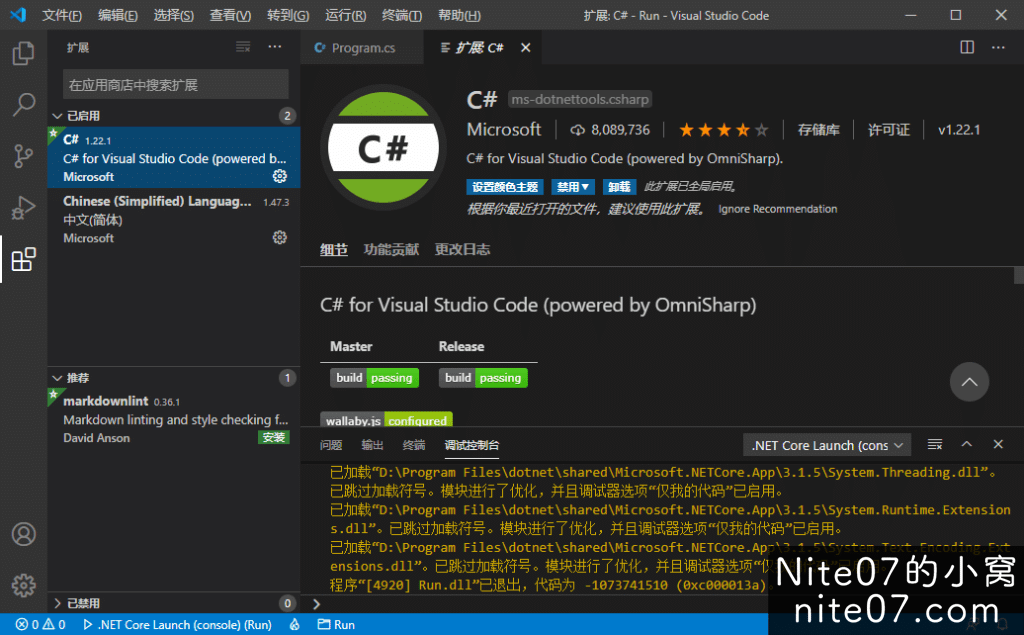 文件(F) 编辑(E) 选择(S) 查看(V) 转到(G) 运行(R) 终端(T) 帮助(H) 扩展: C# - Run - Visual Studio Code
扩展
在应用商店中搜索扩展
已启用 2
C# 1.22.1
C# for Visual Studio Code (powered b...
Microsoft
Chinese (Simplified) Languag... 1.47.3
中文(简体)
Microsoft
推荐 1
markdownlint 0.36.1
Markdown linting and style checking f...
David Anson 安装
已禁用 0
C# Program.cs 扩展: C#
C#
C# ms-dotnettools.csharp
Microsoft 8,089,736 存储库 许可证 v1.22.1
C# for Visual Studio Code (powered by OmniSharp).
设置颜色主题 禁用 卸载 此扩展已全局启用。
根据你最近打开的文件，建议使用此扩展。 Ignore Recommendation
细节 功能贡献 更改日志
C# for Visual Studio Code (powered by OmniSharp)
Master Release
build passing build passing
wallaby.js configured
问题 输出 终端 调试控制台 .NET Core Launch (cons
已加载“D:\Program Files\dotnet\shared\Microsoft.NETCore.App\3.1.5\System.Threading.dll”。
已跳过加载符号。模块进行了优化，并且调试器选项“仅我的代码”已启用。
已加载“D:\Program Files\dotnet\shared\Microsoft.NETCore.App\3.1.5\System.Runtime.Extension
s.dll”。已跳过加载符号。模块进行了优化，并且调试器选项“仅我的代码”已启用。
已加载“D:\Program Files\dotnet\shared\Microsoft.NETCore.App\3.1.5\System.Text.Encoding.Ext
ensions.dll”。已跳过加载符号。模块进行了优化，并且调试器选项“仅
程序“[4920] Run.dll”已退出，代码为 -1073741510 (0xc000013a)
Nite07的小窝
nite07.com
0 0 .NET Core Launch (console) (Run) Run